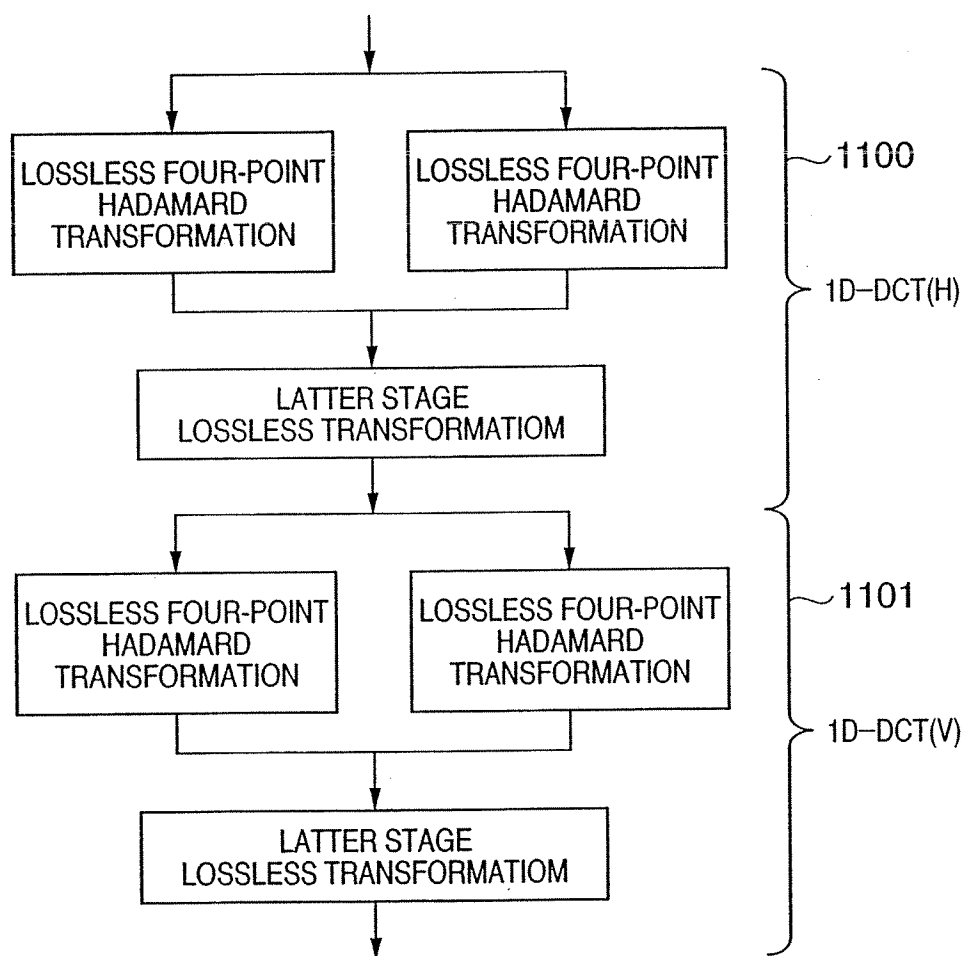 LOSSLESS FOUR-POINT
HADAMARD
TRANSFORMATION
LOSSLESS FOUR-POINT
HADAMARD
TRANSFORMATION
1100
1D-DCT(H)
LATTER STAGE
LOSSLESS TRANSFORMATIOM
LOSSLESS FOUR-POINT
HADAMARD
TRANSFORMATION
LOSSLESS FOUR-POINT
HADAMARD
TRANSFORMATION
1101
1D-DCT(V)
LATTER STAGE
LOSSLESS TRANSFORMATIOM